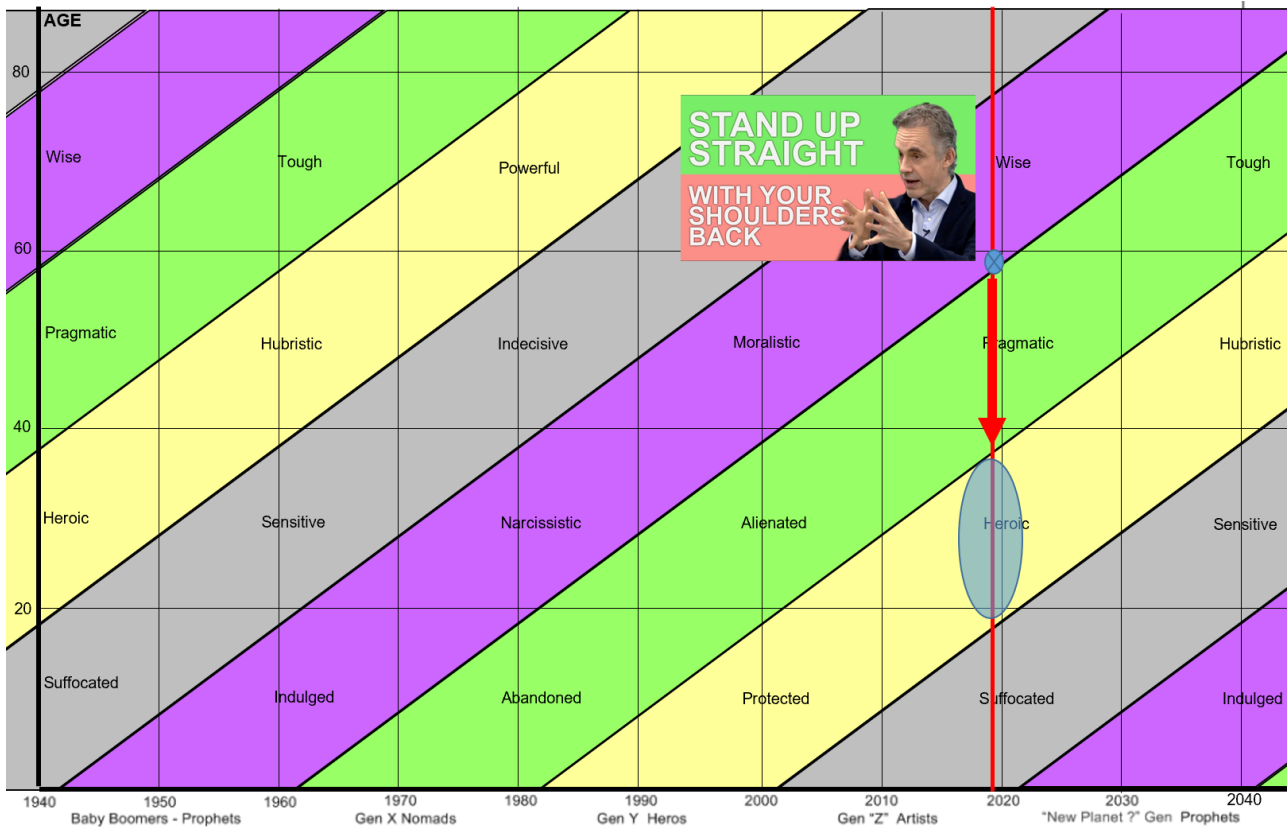 AGE
80
Wise
Tough
Powerful
STAND UP
STRAIGHT
WITH YOUR
SHOULDERS
BACK
Wise
Tough
60
X
Pragmatic
Hubristic
Indecisive
Moralistic
Pragmatic
Hubristic
40
Heroic
Sensitive
Narcissistic
Alienated
Heroic
Sensitive
20
Suffocated
Indulged
Abandoned
Protected
Suffocated
Indulged
1940 1950 1960 1970 1980 1990 2000 2010 2020 2030 2040
Baby Boomers - Prophets Gen X Nomads Gen Y Heros Gen "Z" Artists "New Planet ?" Gen Prophets